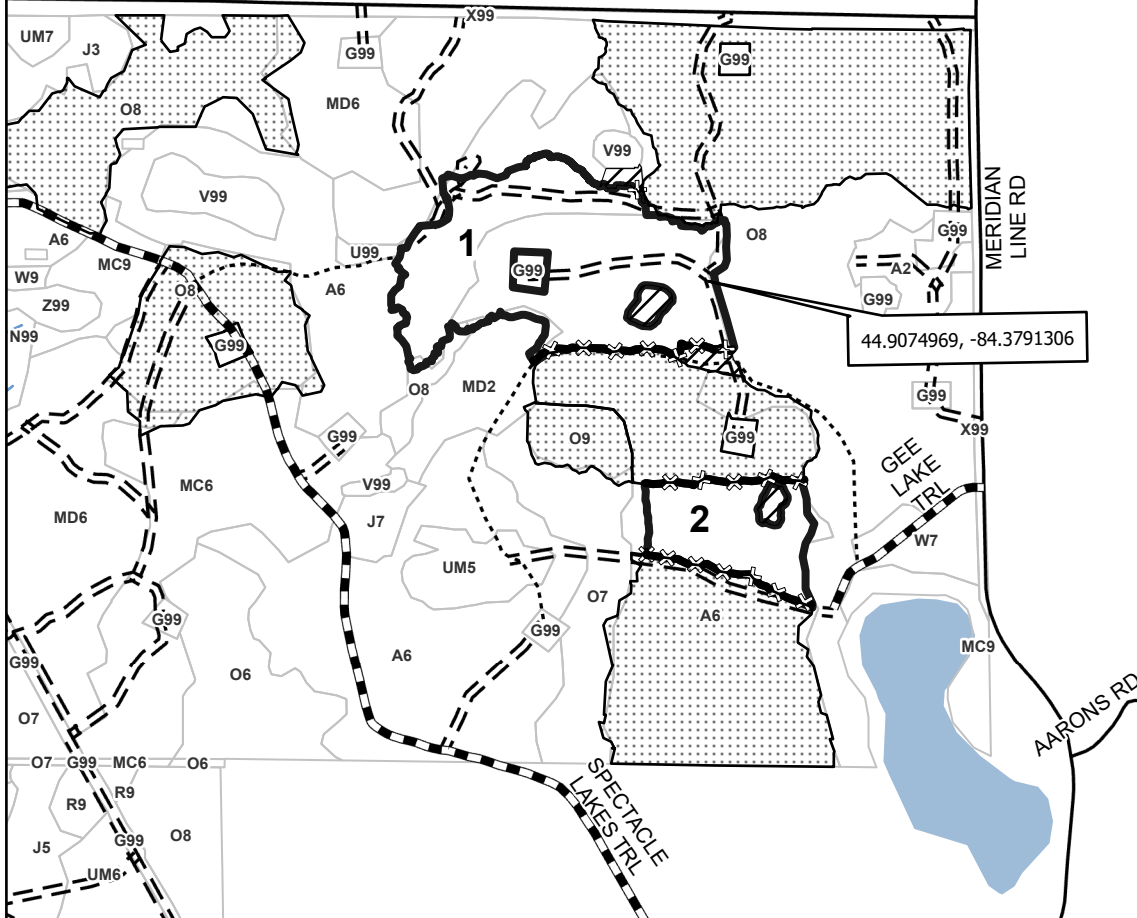 X99
UM7
J3
G99
G99
O8
MD6
V99
V99
MERIDIAN
LINE RD
A6
1
O8
G99
MC9
U99
W9
O8
A6
G99
A2
Z99
G99
N99
G99
44.9074969, -84.3791306
O8
MD2
G99
G99
O9
G99
X99
GEE
LAKE
TRL
MC6
V99
MD6
J7
2
W7
UM5
O7
G99
G99
A6
MC9
G99
A6
O6
O7
AARONS RD
O7
G99
MC6
O6
SPECTACLE
LAKES TRL
R9
R9
O8
J5
G99
UM6